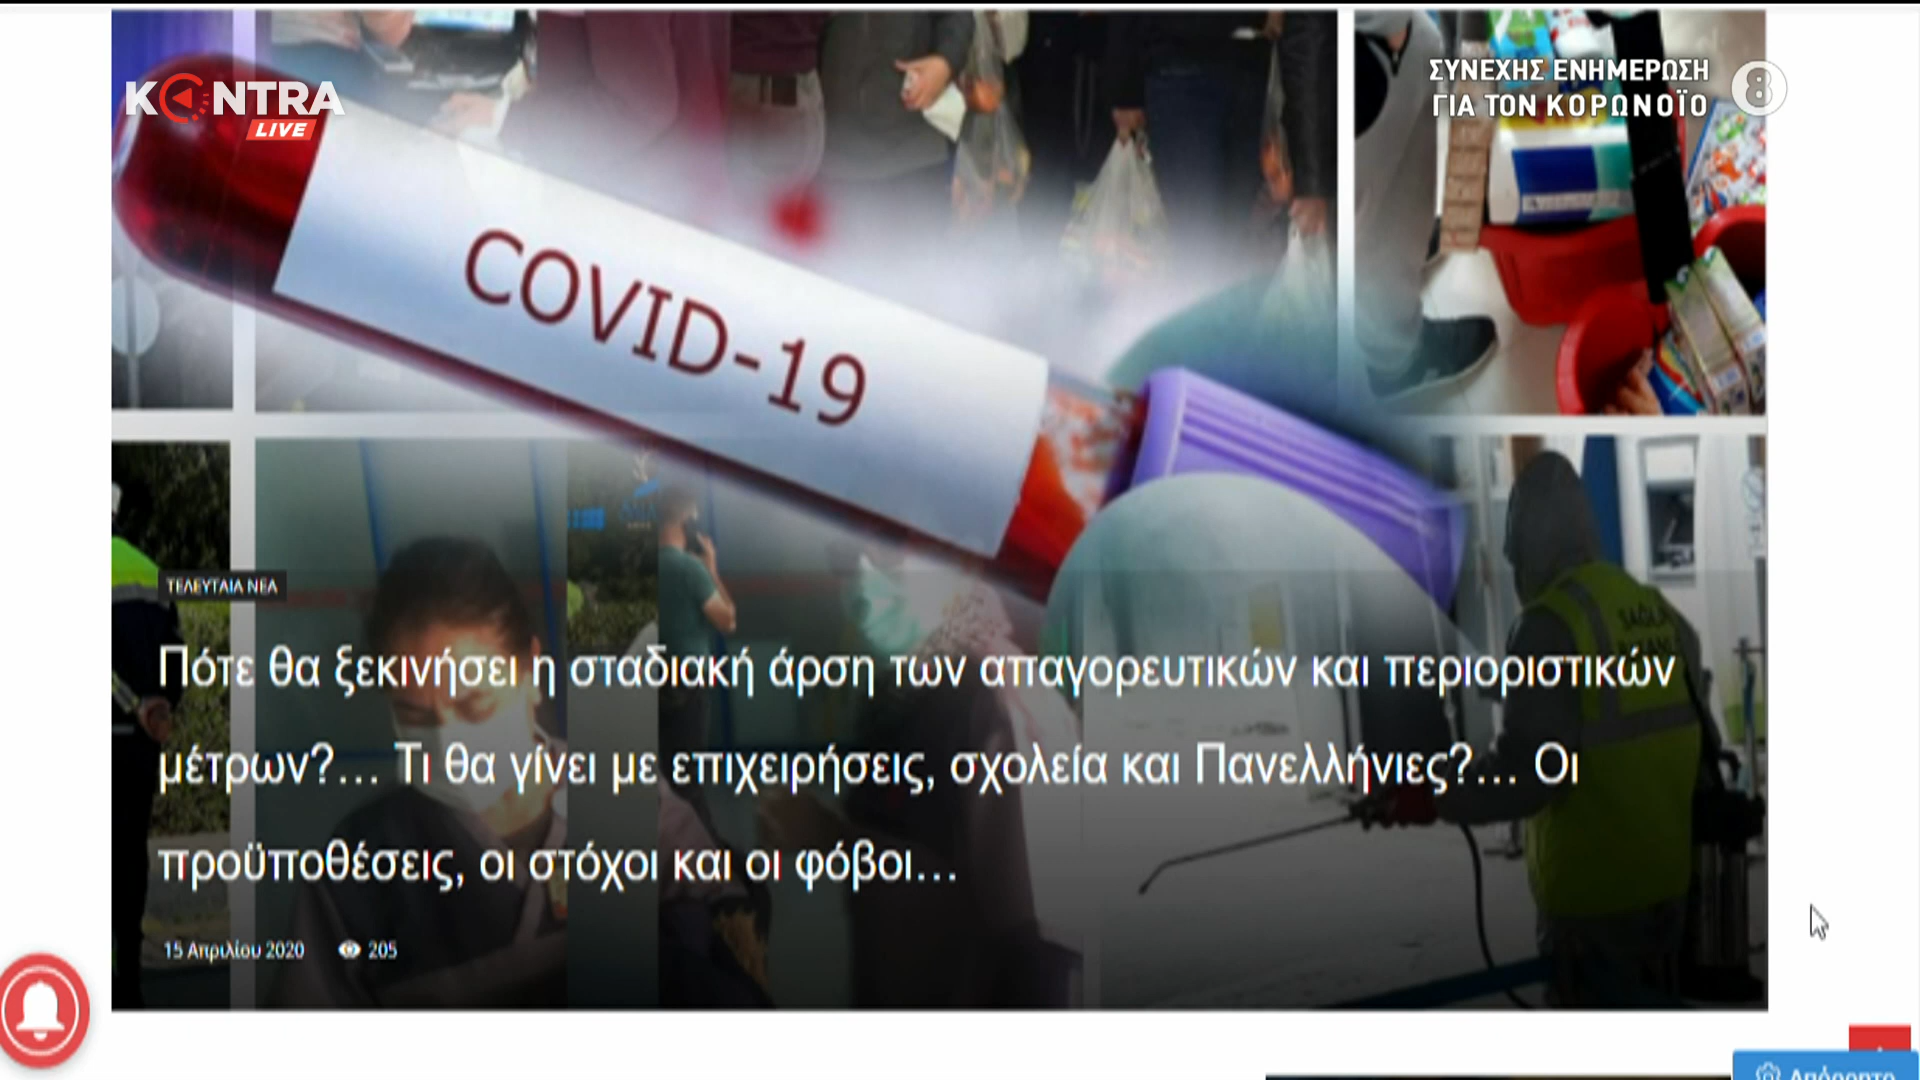 KONTRA
LIVE
ΣΥΝΕΧΗΣ ΕΝΗΜΕΡΩΣΗ
ΓΙΑ ΤΟΝ ΚΟΡΩΝΟΪΟ
8
COVID-19
ΤΕΛΕΥΤΑΙΑ ΝΕΑ
Πότε θα ξεκινήσει η σταδιακή άρση των απαγορευτικών και περιοριστικών
μέτρων?... Τι θα γίνει με επιχειρήσεις, σχολεία και Πανελλήνιες?... Οι
προϋποθέσεις, οι στόχοι και οι φόβοι...
15 Απριλίου 2020 205
Απόρρητο